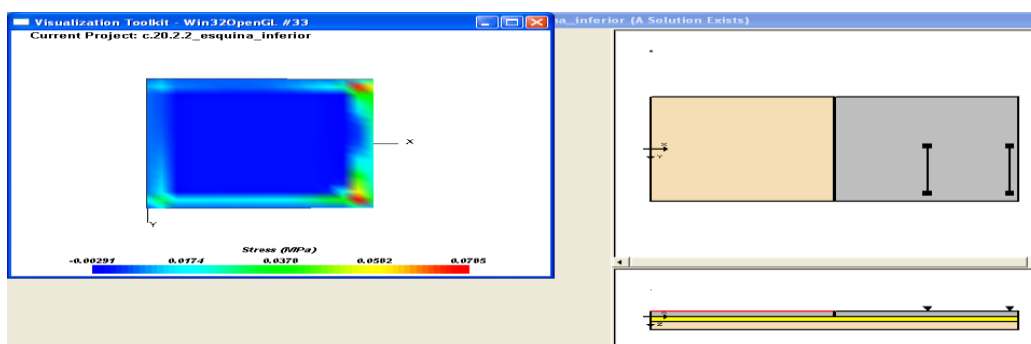 Visualization Toolkit - Win32OpenGL #33
a_inferior (A Solution Exists)
Current Project: c.20.2.2_esquina_inferior
X
Y
Stress (MPa)
-0.00291 0.0174 0.0378 0.0582 0.0785
X
Y
X
Z